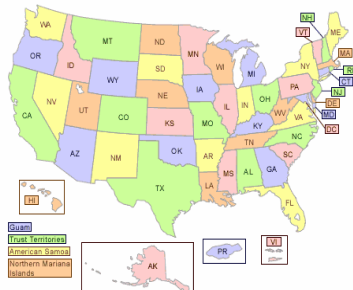 NH
VT
ME
WA
MT
ND
MN
OR
ID
WI
MI
NY
MA
SD
WY
CT
IA
PA
NJ
NE
NV
IL
IN
OH
DE
UT
MD
CA
CO
WV
VA
DC
KS
MO
KY
NC
TN
AZ
NM
OK
AR
SC
MS
AL
GA
TX
LA
FL
HI
Guam
Trust Territories
American Samoa
Northern Mariana
Islands
AK
PR
VI